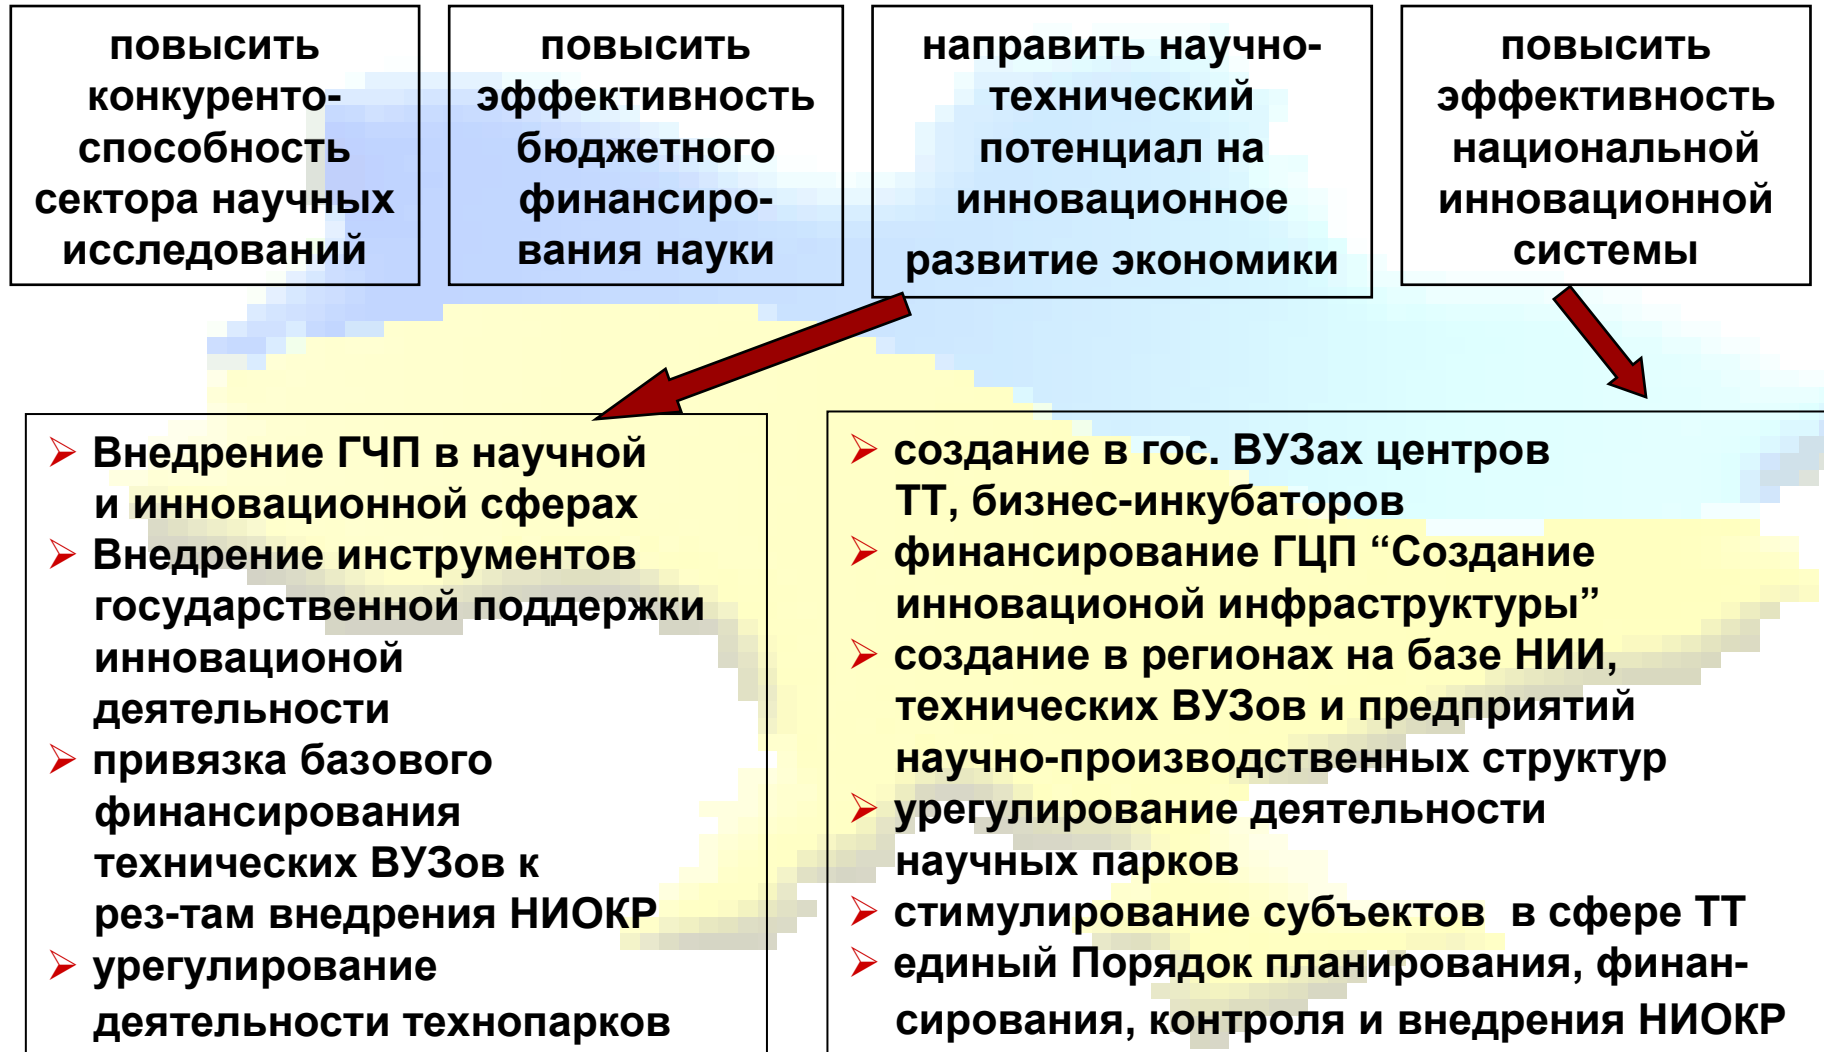 повысить
конкуренто-
способность
сектора научных
исследований
повысить
эффективность
бюджетного
финансиро-
вания науки
направить научно-
технический
потенциал на
инновационное
развитие экономики
повысить
эффективность
национальной
инновационной
системы
Внедрение ГЧП в научной
и инновационной сферах
Внедрение инструментов
государственной поддержки
инновационой
деятельности
привязка базового
финансирования
технических ВУЗов к
рез-там внедрения НИОКР
урегулирование
деятельности технопарков
создание в гос. ВУЗах центров
ТТ, бизнес-инкубаторов
финансирование ГЦП “Создание
инновационой инфраструктуры”
создание в регионах на базе НИИ,
технических ВУЗов и предприятий
научно-производственных структур
урегулирование деятельности
научных парков
стимулирование субъектов в сфере ТТ
единый Порядок планирования, финан-
сирования, контроля и внедрения НИОКР